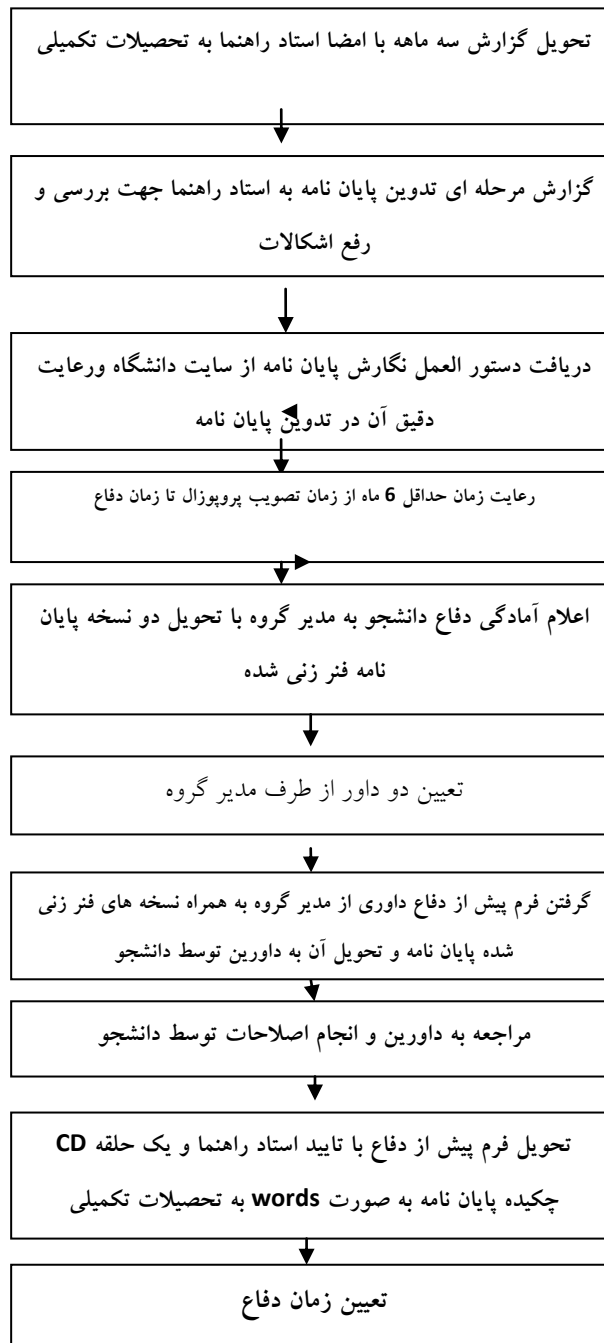 تحویل گزارش سه ماهه با امضا استاد راهنما به تحصیلات تکمیلی
گزارش مرحله ای تدوین پایان نامه به استاد راهنما جهت بررسی و
رفع اشکالات
دریافت دستور العمل نگارش پایان نامه از سایت دانشگاه ورعایت
دقیق آن در تدوین پایان نامه
رعایت زمان حداقل 6 ماه از زمان تصویب پروپوزال تا زمان دفاع
اعلام آمادگی دفاع دانشجو به مدیر گروه با تحویل دو نسخه پایان
نامه فنر زنی شده
تعیین دو داور از طرف مدیر گروه
گرفتن فرم پیش از دفاع داوری از مدیر گروه به همراه نسخه های فنر زنی
شده پایان نامه و تحویل آن به داورین توسط دانشجو
مراجعه به داورین و انجام اصلاحات توسط دانشجو
تحویل فرم پیش از دفاع با تایید استاد راهنما و یک حلقه CD
چکیده پایان نامه به صورت words به تحصیلات تکمیلی
تعیین زمان دفاع